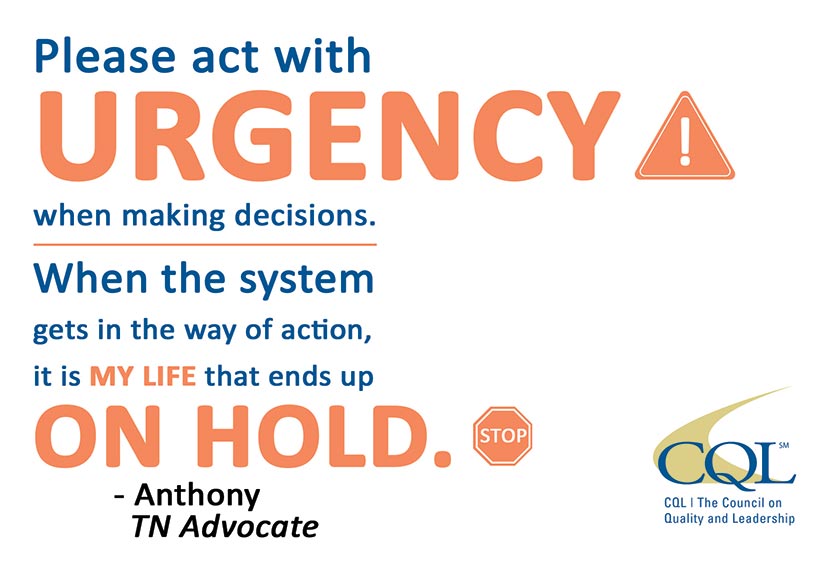 Please act with
URGENCY !
when making decisions.
When the system
gets in the way of action,
it is MY LIFE that ends up
ON HOLD. STOP
- Anthony
TN Advocate
CQL SM
CQL | The Council on
Quality and Leadership